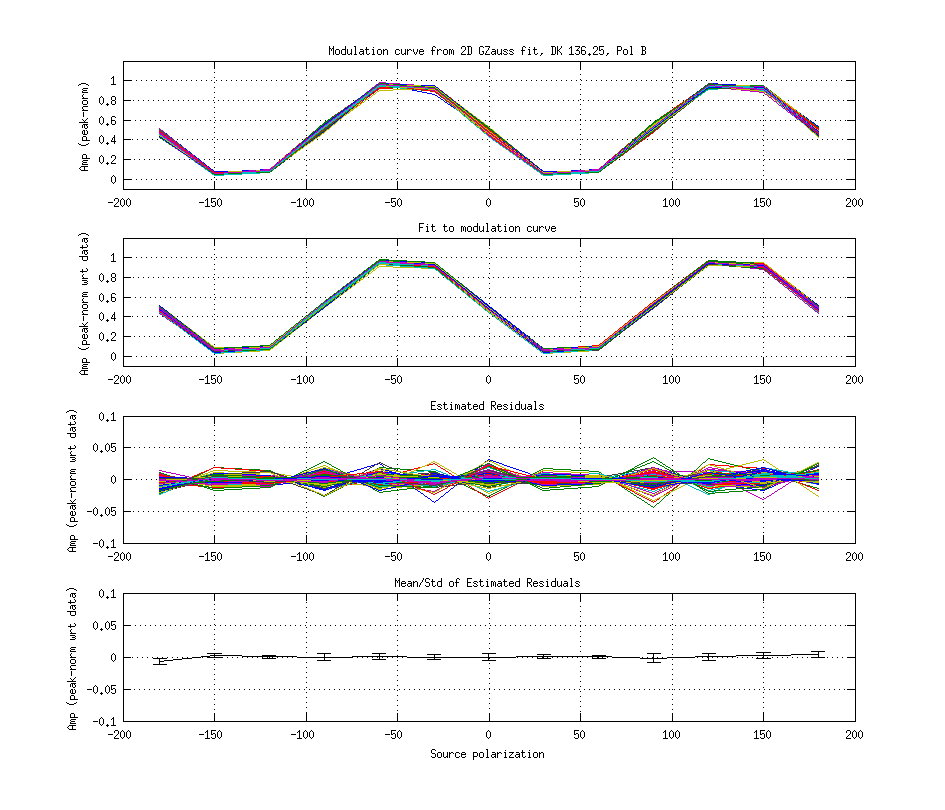 Modulation curve from 2D GZauss fit, DK 136.25, Pol B
Amp (peak-norm)
1
0.8
0.6
0.4
0.2
0
-200 -150 -100 -50 0 50 100 150 200
Fit to modulation curve
Amp (peak-norm wrt data)
1
0.8
0.6
0.4
0.2
0
-200 -150 -100 -50 0 50 100 150 200
Estimated Residuals
Amp (peak-norm wrt data)
0.1
0.05
0
-0.05
-0.1
-200 -150 -100 -50 0 50 100 150 200
Mean/Std of Estimated Residuals
Amp (peak-norm wrt data)
0.1
0.05
0
-0.05
-0.1
-200 -150 -100 -50 0 50 100 150 200
Source polarization